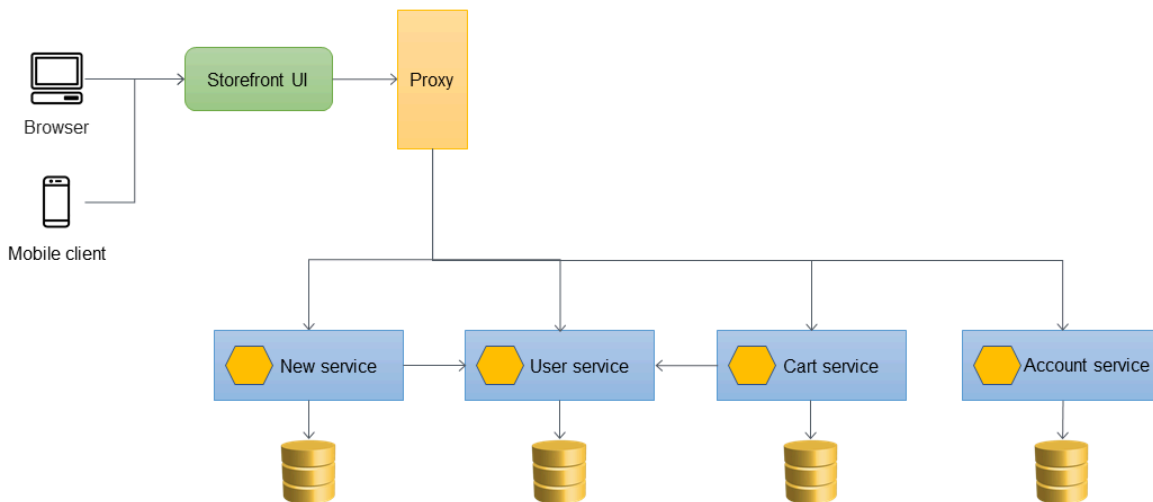 Storefront UI
Proxy
Browser
Mobile client
New service
User service
Cart service
Account service